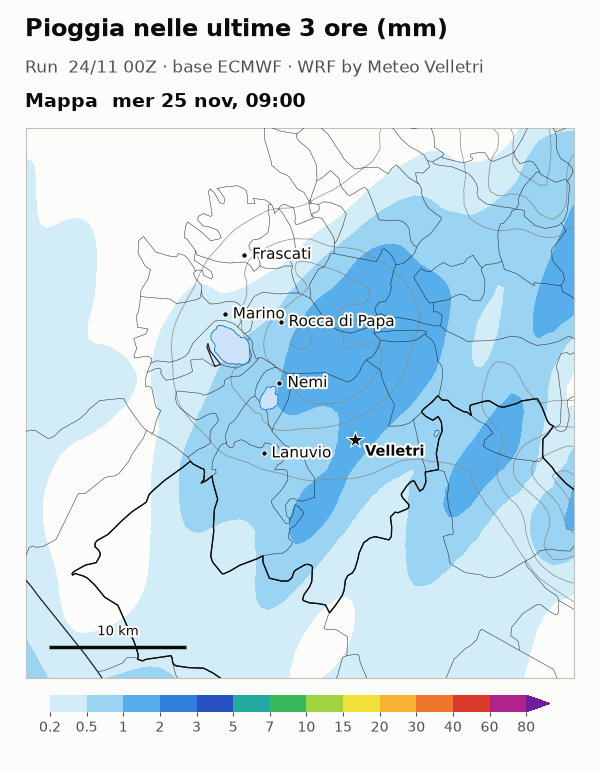 Pioggia nelle ultime 3 ore (mm)
Run  24/11 00Z · base ECMWF · WRF by Meteo Velletri
Mappa  mer 25 nov, 09:00
Frascati
Marino
Rocca di Papa
Nemi
Velletri
Lanuvio
10 km
0.2 0.5 1 2 3 5 7 10 15 20 30 40 60 80